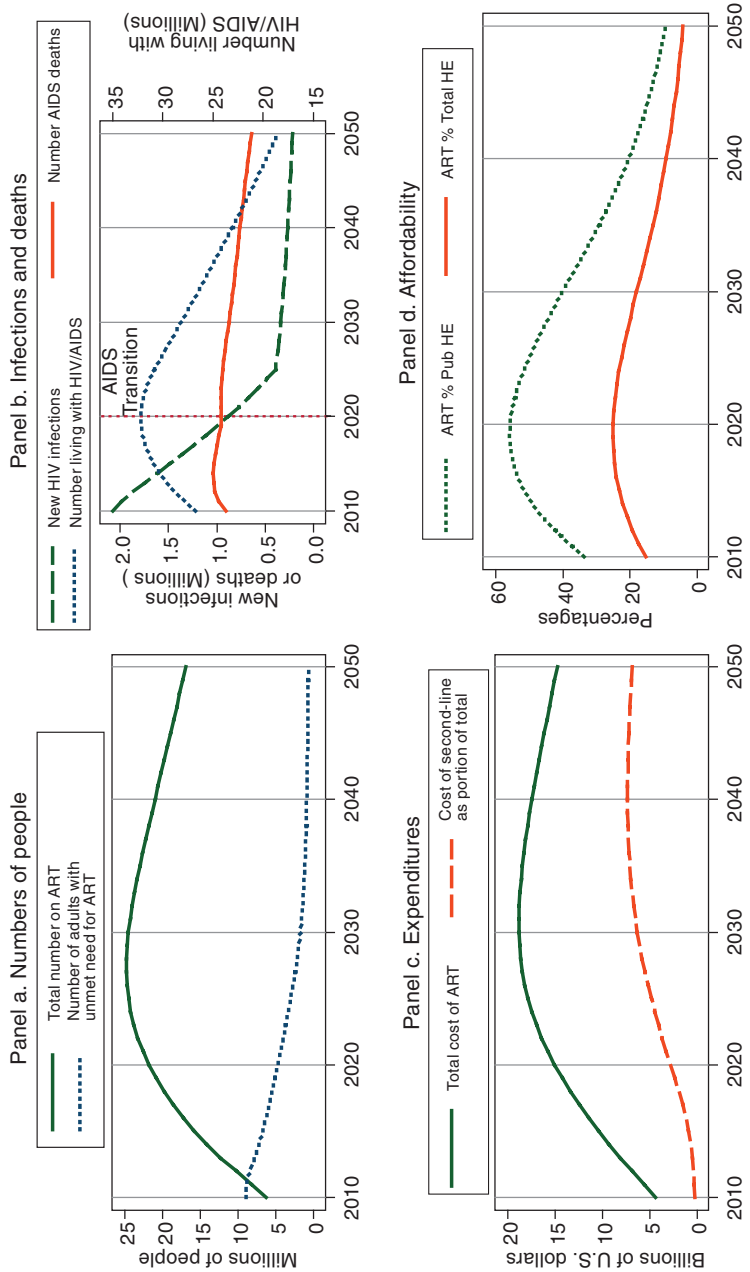 Panel a. Numbers of people
Total number on ART
Number of adults with
unmet need for ART
Millions of people
25
20
15
10
5
0
2010 2020 2030 2040 2050
Panel b. Infections and deaths
New HIV infections
Number AIDS deaths
Number living with HIV/AIDS
New infections
or deaths (Millions )
2.0
1.5
1.0
0.5
0.0
AIDS
Transition
Number living with
HIV/AIDS (Millions)
35
30
25
20
15
2010 2020 2030 2040 2050
Panel c. Expenditures
Total cost of ART
Cost of second-line
as portion of total
Billions of U.S. dollars
20
15
10
5
0
2010 2020 2030 2040 2050
Panel d. Affordability
ART % Pub HE
ART % Total HE
Percentages
60
40
20
0
2010 2020 2030 2040 2050